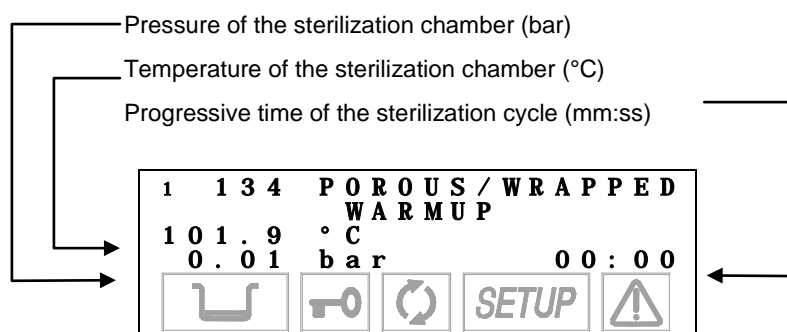 Pressure of the sterilization chamber (bar)
Temperature of the sterilization chamber (°C)
Progressive time of the sterilization cycle (mm:ss)
1 134 POROUS/WRAPPED
WARMUP
101.9 °C
0.01 bar 00:00
SETUP